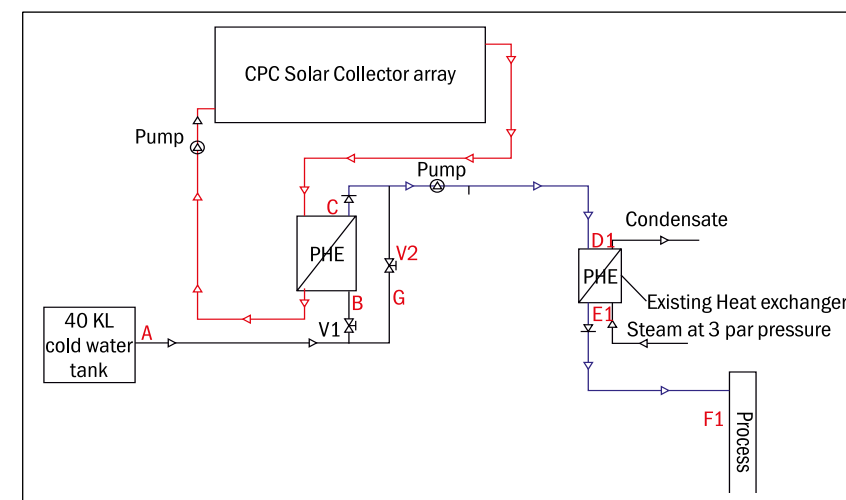 CPC Solar Collector array
Pump
Pump
C
Condensate
D1
PHE
V2
PHE
G
B
Existing Heat exchanger
E1
V1
Steam at 3 par pressure
40 KL
cold water
tank
A
F1
Process